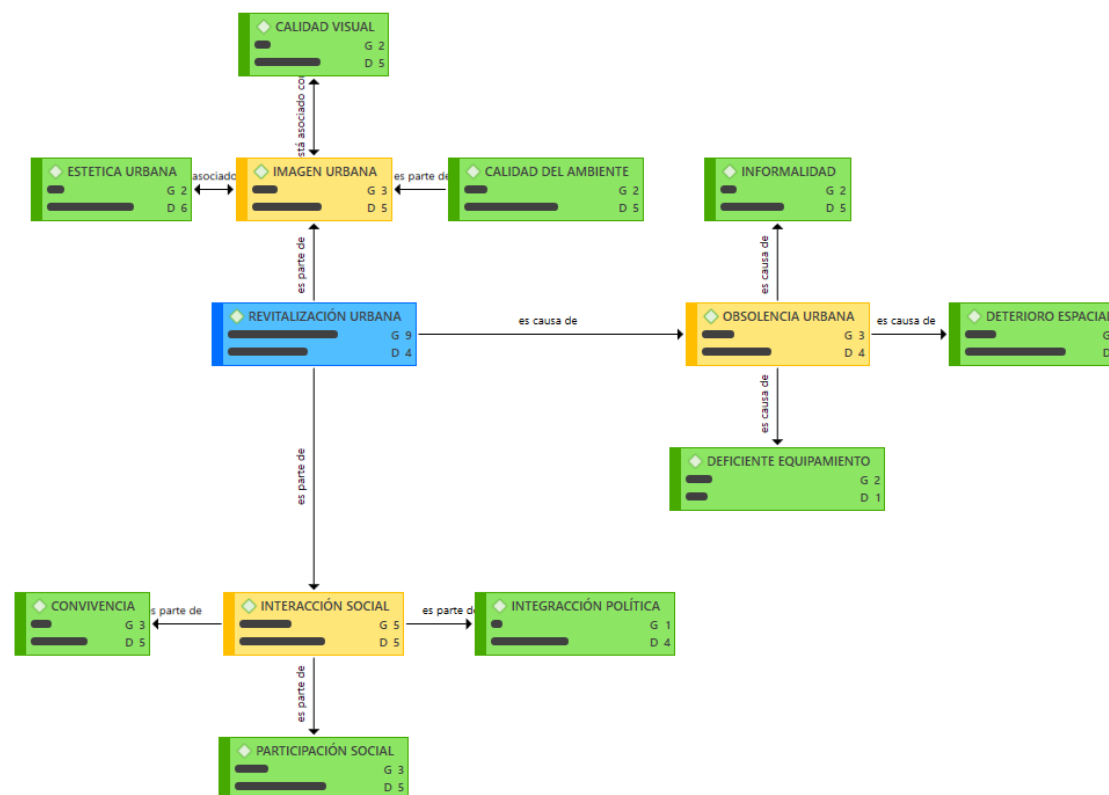 CALIDAD VISUAL
G 2
D 5
stá asociado co
ESTETICA URBANA
G 2
D 6
asociado
IMAGEN URBANA
G 3
D 5
es parte de
CALIDAD DEL AMBIENTE
G 2
D 5
INFORMALIDAD
G 2
D 5
es parte de
es causa de
REVITALIZACIÓN URBANA
G 9
D 4
es causa de
OBSOLENCIA URBANA
G 3
D 4
es causa de
DETERIORO ESPACIAL
G
D
es causa de
DEFICIENTE EQUIPAMIENTO
G 2
D 1
es parte de
CONVIVENCIA
G 3
D 5
es parte de
INTERACCIÓN SOCIAL
G 5
D 5
es parte de
INTEGRACCIÓN POLÍTICA
G 1
D 4
es parte de
PARTICIPACIÓN SOCIAL
G 3
D 5